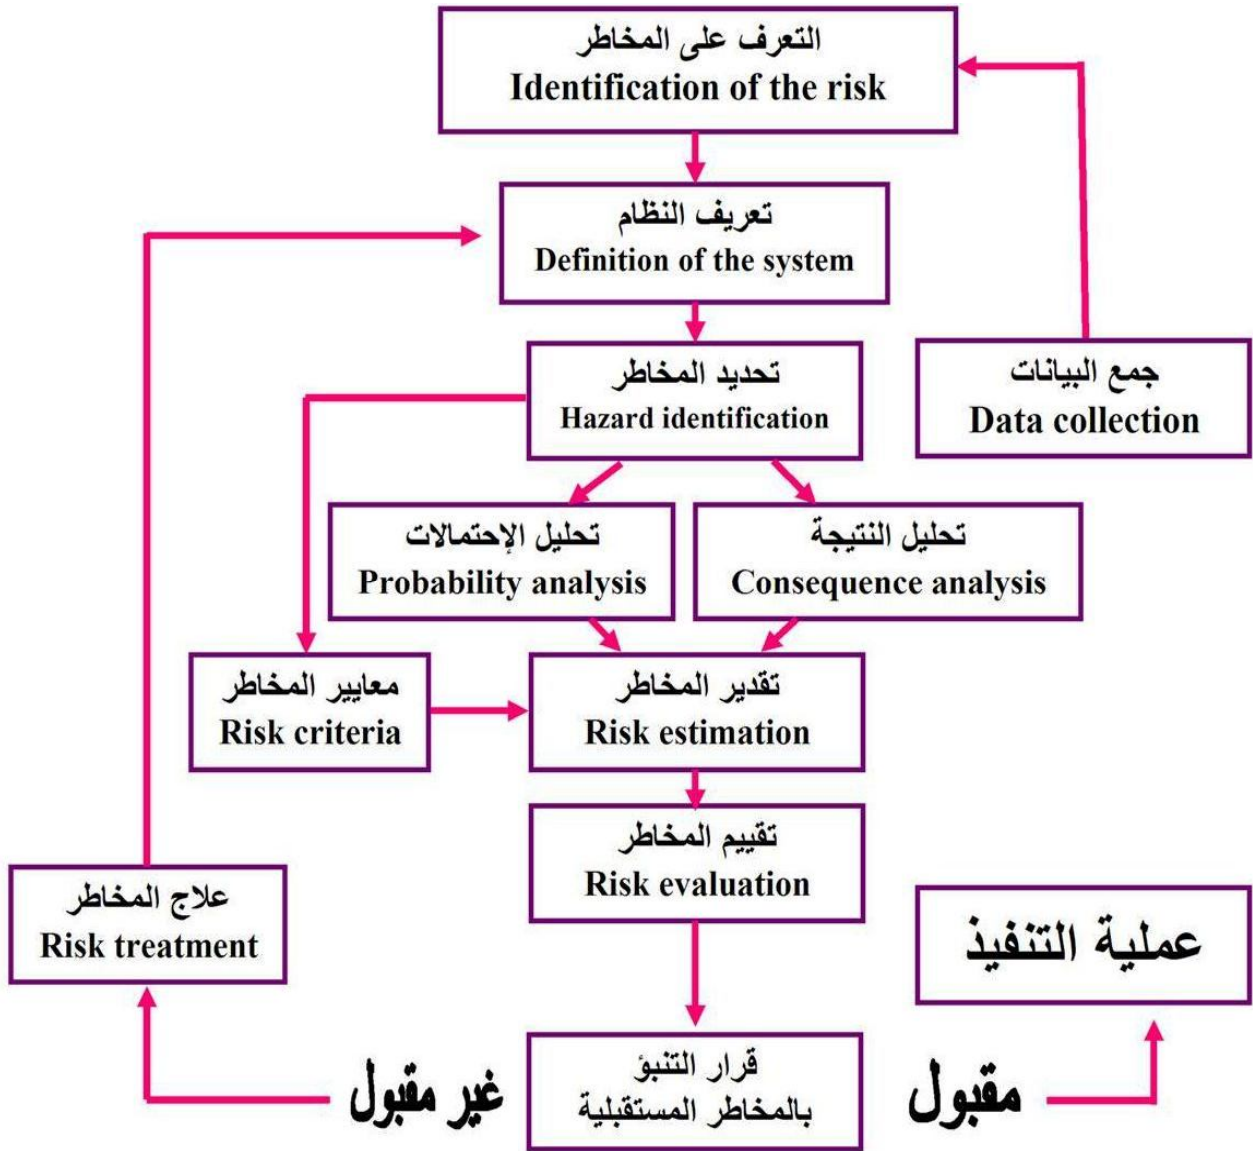 التعرف على المخاطر
Identification of the risk
تعريف النظام
Definition of the system
تحديد المخاطر
Hazard identification
جمع البيانات
Data collection
تحليل الإحتمالات
Probability analysis
تحليل النتيجة
Consequence analysis
معايير المخاطر
Risk criteria
تقدير المخاطر
Risk estimation
تقييم المخاطر
Risk evaluation
علاج المخاطر
Risk treatment
عملية التنفيذ
قرار التنبؤ
بالمخاطر المستقبلية
غير مقبول
مقبول